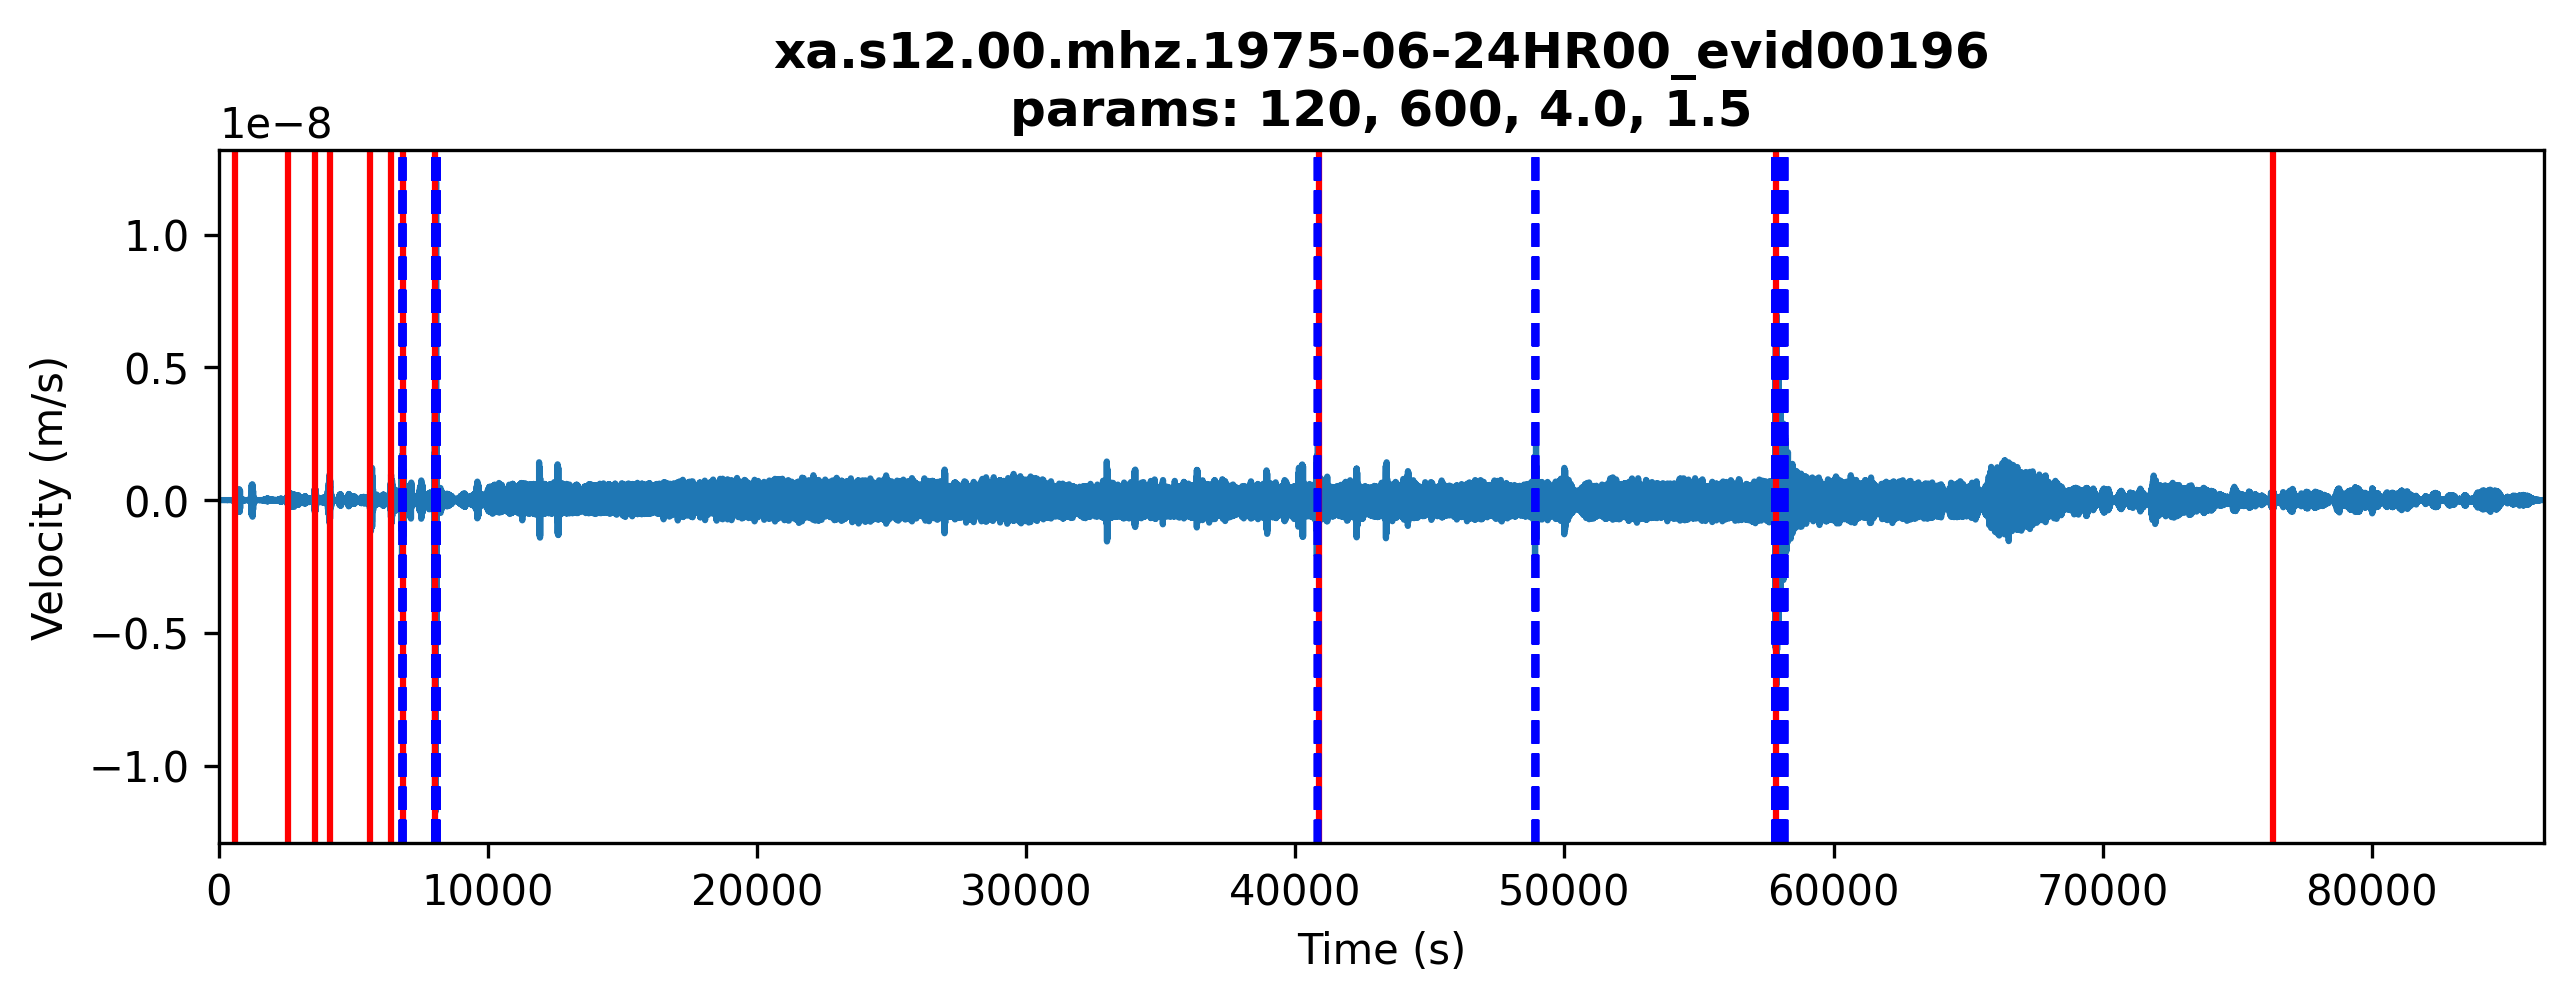 xa.s12.00.mhz.1975-06-24HR00_evid00196
params: 120, 600, 4.0, 1.5
1e−8
1.0
0.5
0.0
−0.5
−1.0
Velocity (m/s)
0 10000 20000 30000 40000 50000 60000 70000 80000
Time (s)